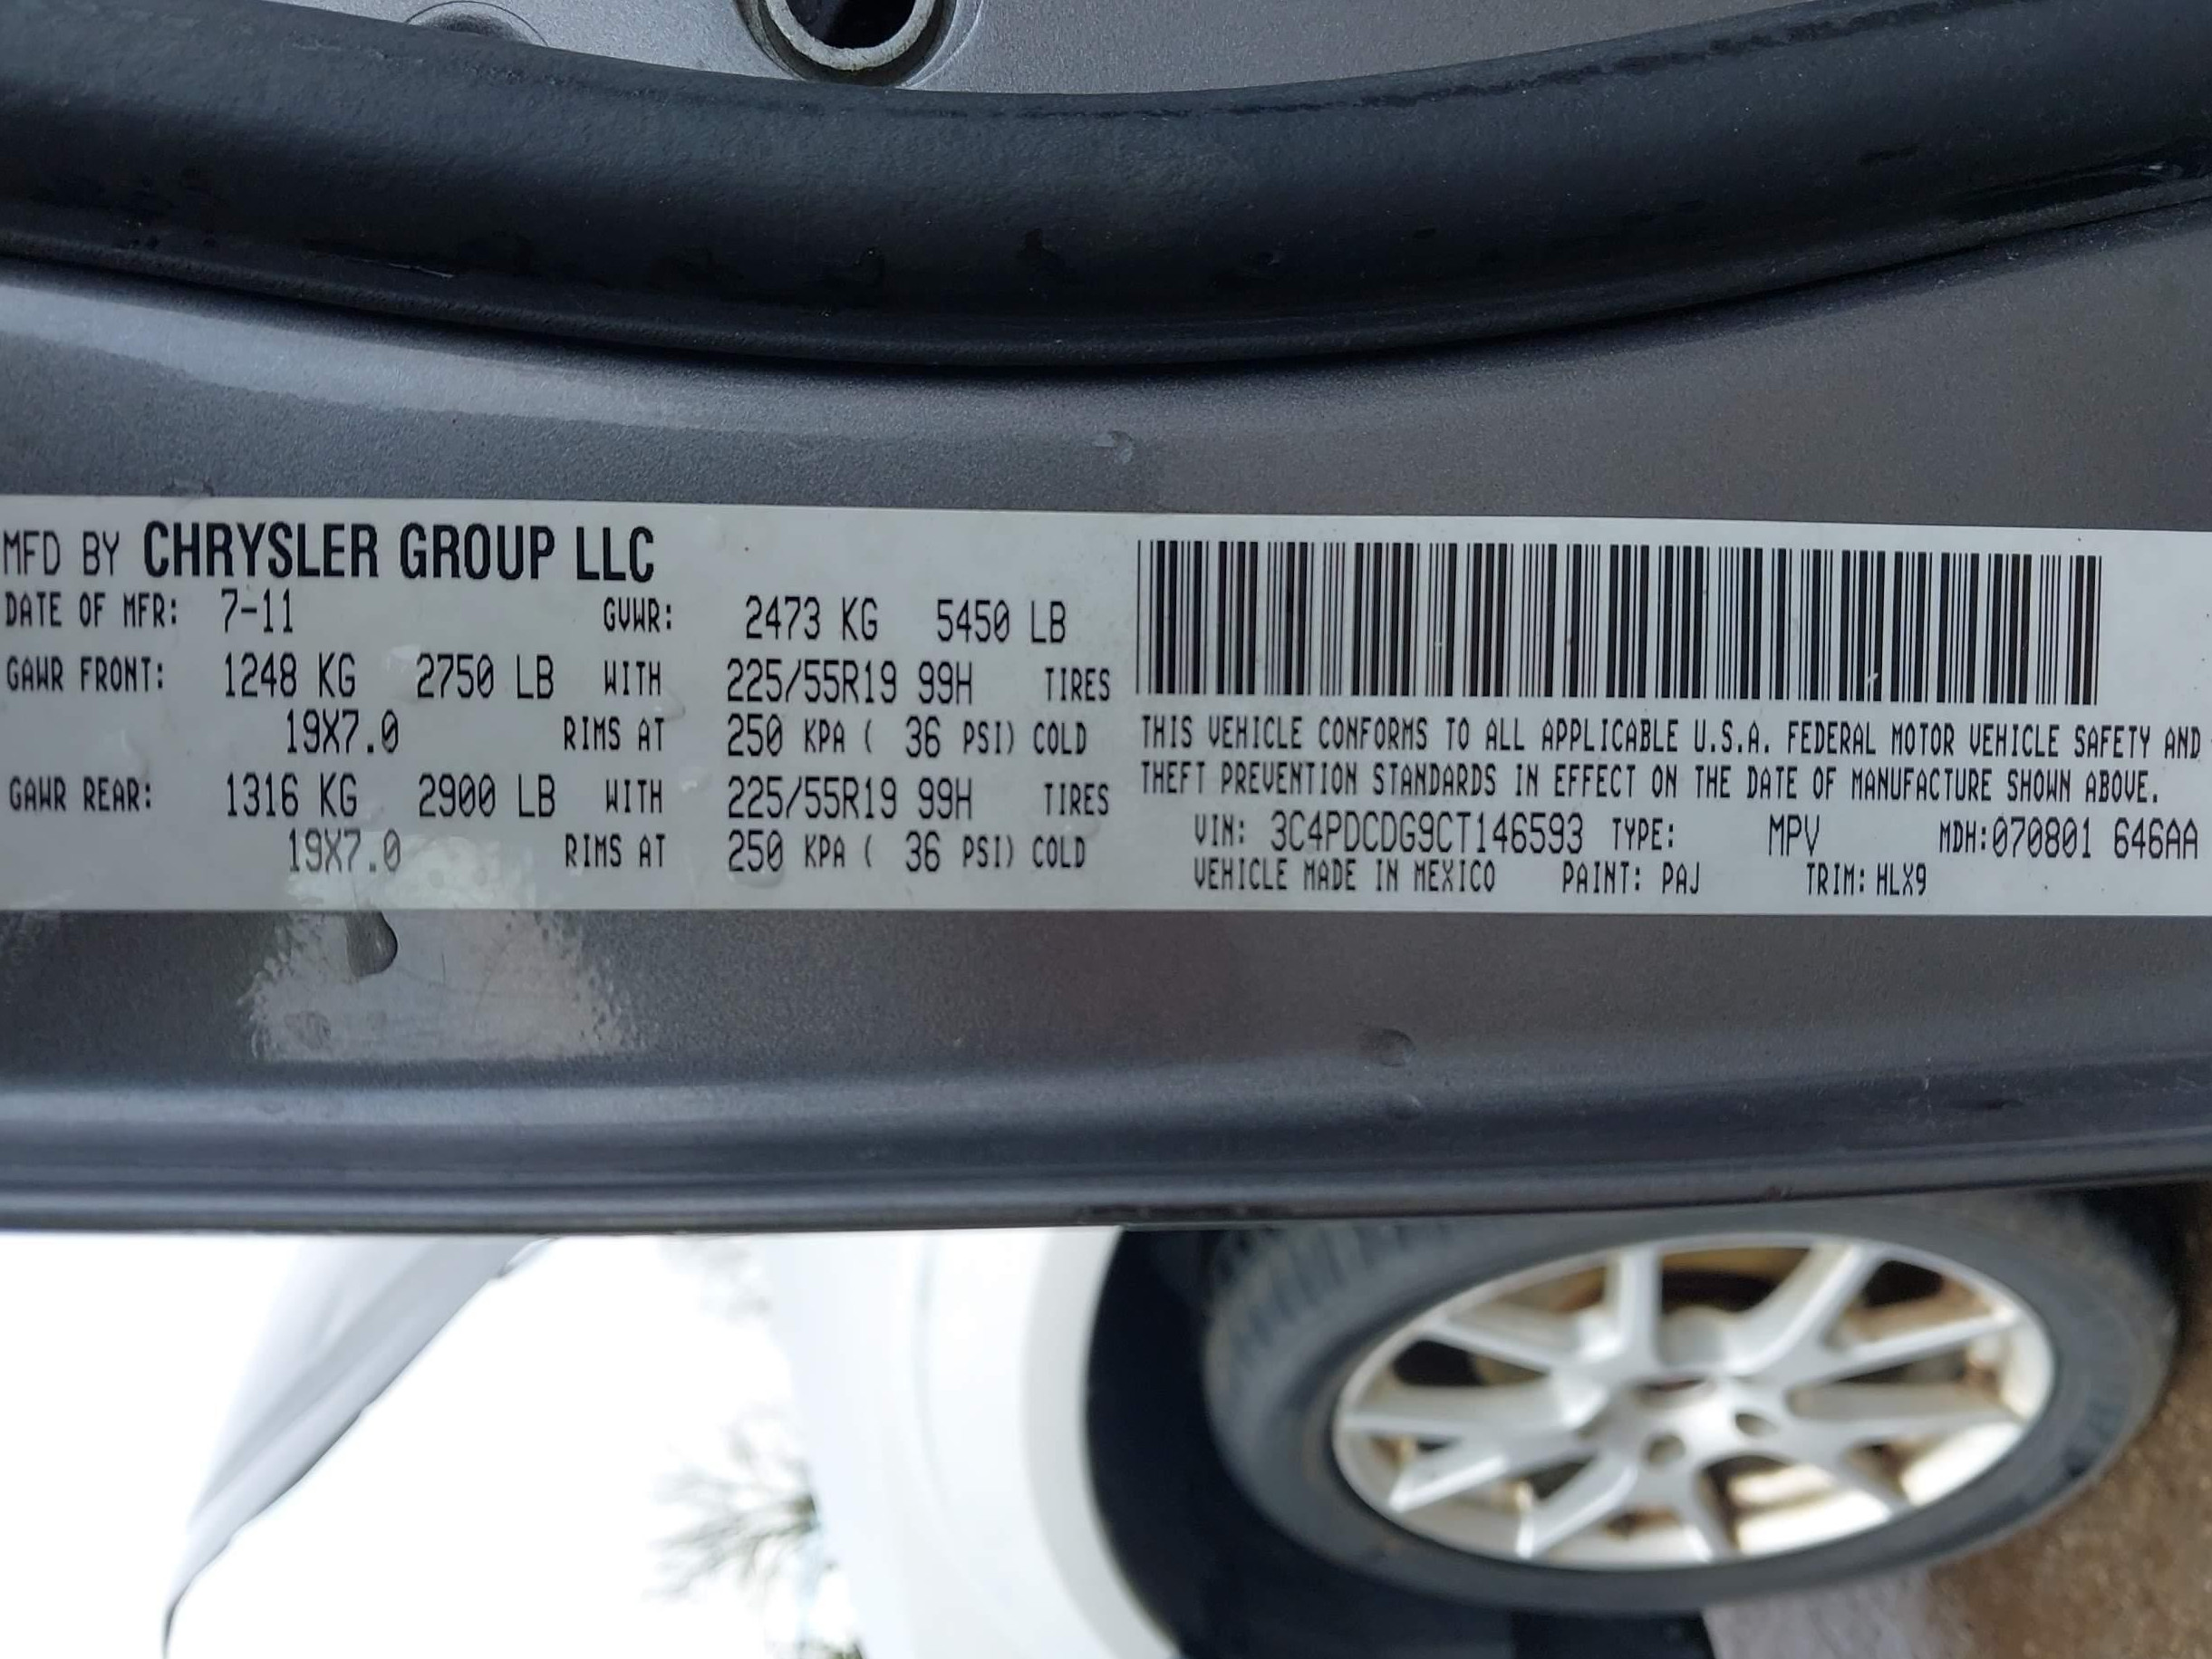 MFD BY CHRYSLER GROUP LLC
DATE OF MFR: 7-11 GVWR: 2473 KG 5450 LB
GAWR FRONT: 1248 KG 2750 LB WITH 225/55R19 99H TIRES
19X7.0 RIMS AT 250 KPA ( 36 PSI) COLD
GAWR REAR: 1316 KG 2900 LB WITH 225/55R19 99H TIRES
19X7.0 RIMS AT 250 KPA ( 36 PSI) COLD
THIS VEHICLE CONFORMS TO ALL APPLICABLE U.S.A. FEDERAL MOTOR VEHICLE SAFETY AND
THEFT PREVENTION STANDARDS IN EFFECT ON THE DATE OF MANUFACTURE SHOWN ABOVE.
VIN: 3C4PDCDG9CT146593 TYPE: MPV MDH:070801 646AA
VEHICLE MADE IN MEXICO PAINT: PAJ TRIM: HLX9